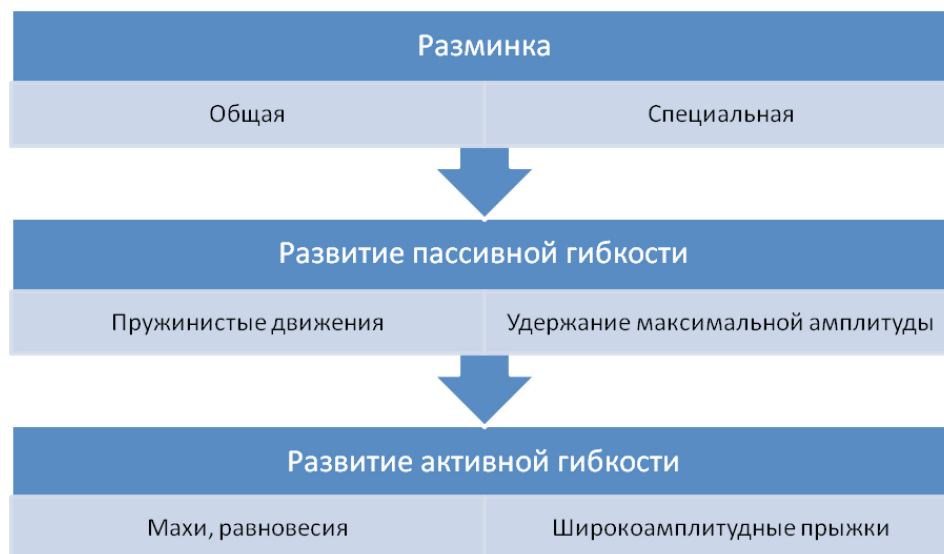 Разминка
Общая
Специальная
Развитие пассивной гибкости
Пружинистые движения
Удержание максимальной амплитуды
Развитие активной гибкости
Махи, равновесия
Широкоамплитудные прыжки